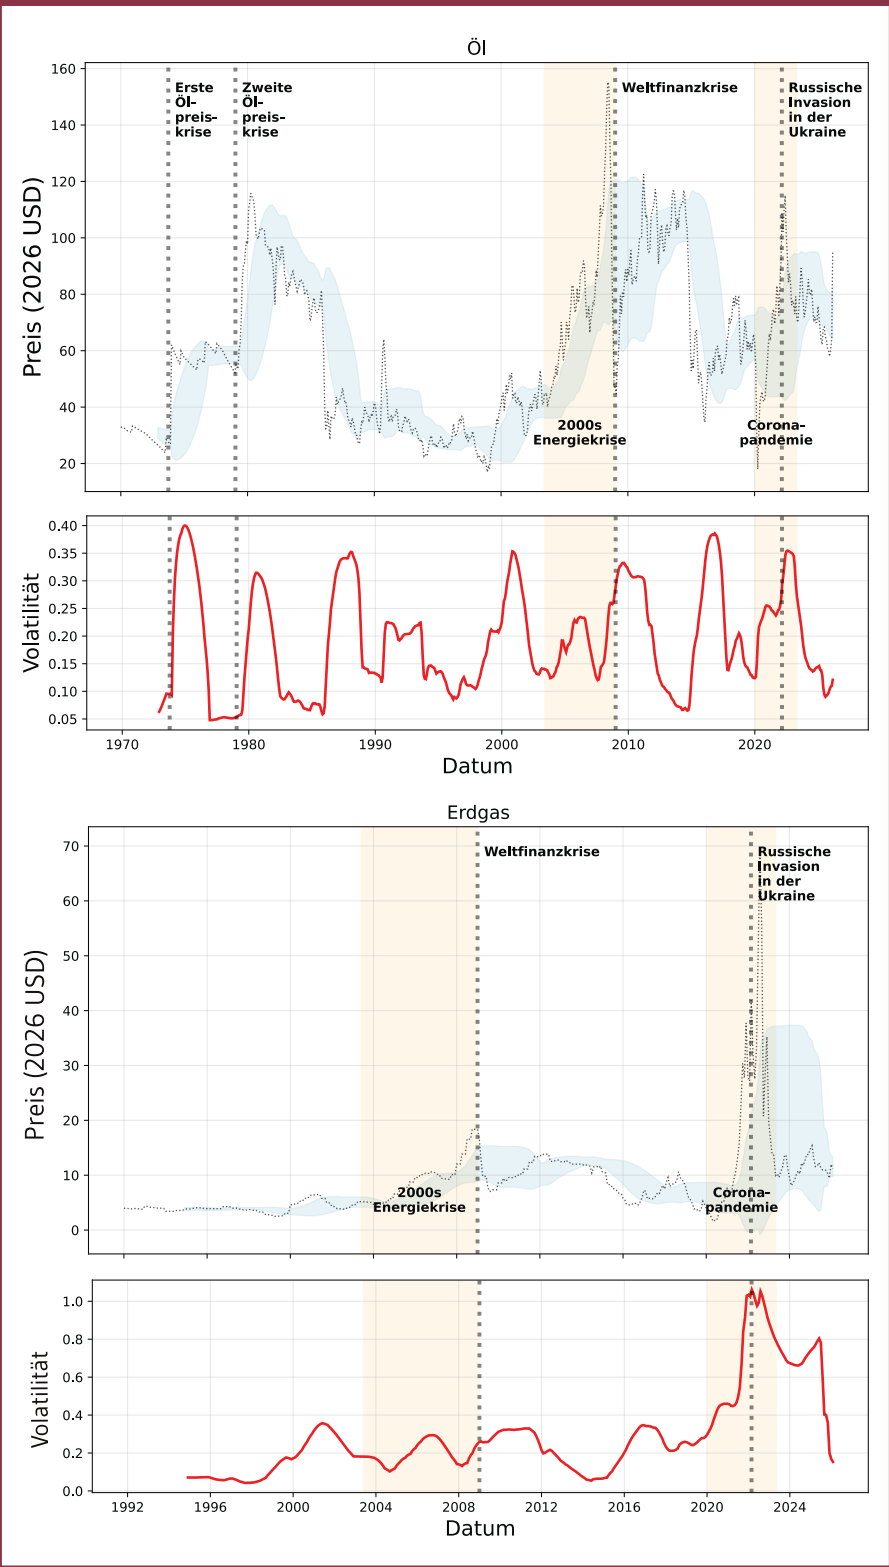 Öl
160
140
120
100
80
60
40
20
Preis (2026 USD)
Erste
Öl-
preis-
krise
Zweite
Öl-
preis-
krise
Weltfinanzkrise
Russische
Invasion
in der
Ukraine
2000s
Energiekrise
Corona-
pandemie
0.40
0.35
0.30
0.25
0.20
0.15
0.10
0.05
Volatilität
1970 1980 1990 2000 2010 2020
Datum
Erdgas
70
60
50
40
30
20
10
0
Preis (2026 USD)
Weltfinanzkrise
Russische
Invasion
in der
Ukraine
2000s
Energiekrise
Corona-
pandemie
1.0
0.8
0.6
0.4
0.2
0.0
Volatilität
1992 1996 2000 2004 2008 2012 2016 2020 2024
Datum